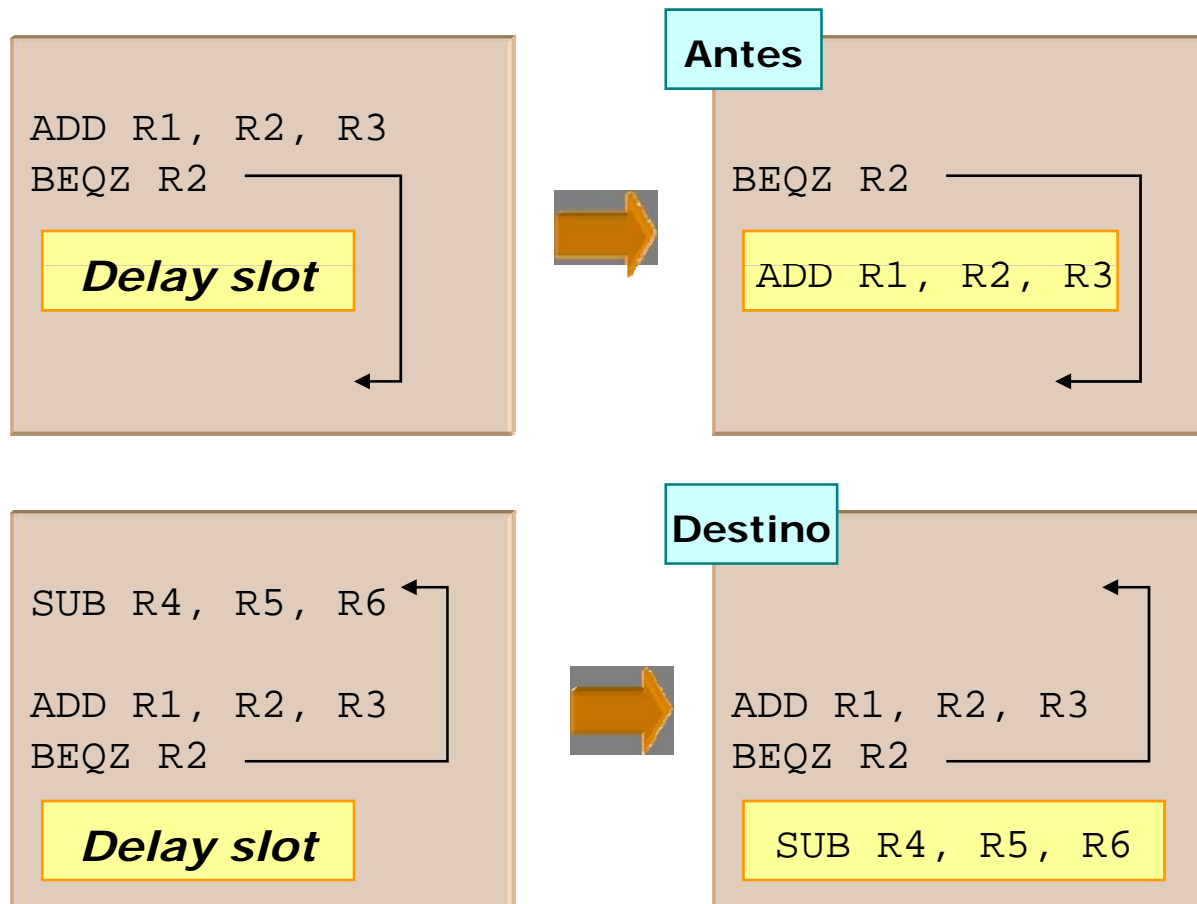 ADD R1, R2, R3
BEQZ R2
Delay slot
Antes
BEQZ R2
ADD R1, R2, R3
SUB R4, R5, R6
ADD R1, R2, R3
BEQZ R2
Delay slot
Destino
ADD R1, R2, R3
BEQZ R2
SUB R4, R5, R6